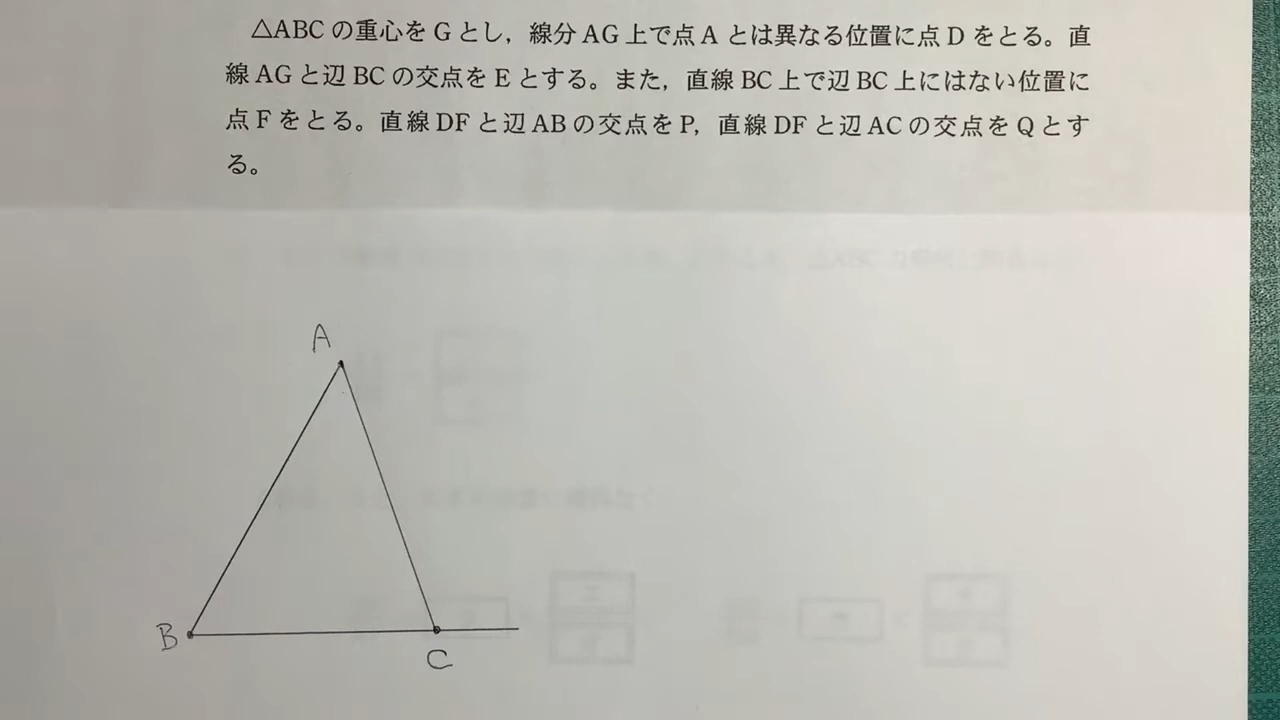 △ABCの重心をGとし，線分AG上で点Aとは異なる位置に点Dをとる。直
線AGと辺BCの交点をEとする。また，直線BC上で辺BC上にはない位置に
点Fをとる。直線DFと辺ABの交点をP，直線DFと辺ACの交点をQとす
る。
A
B
C